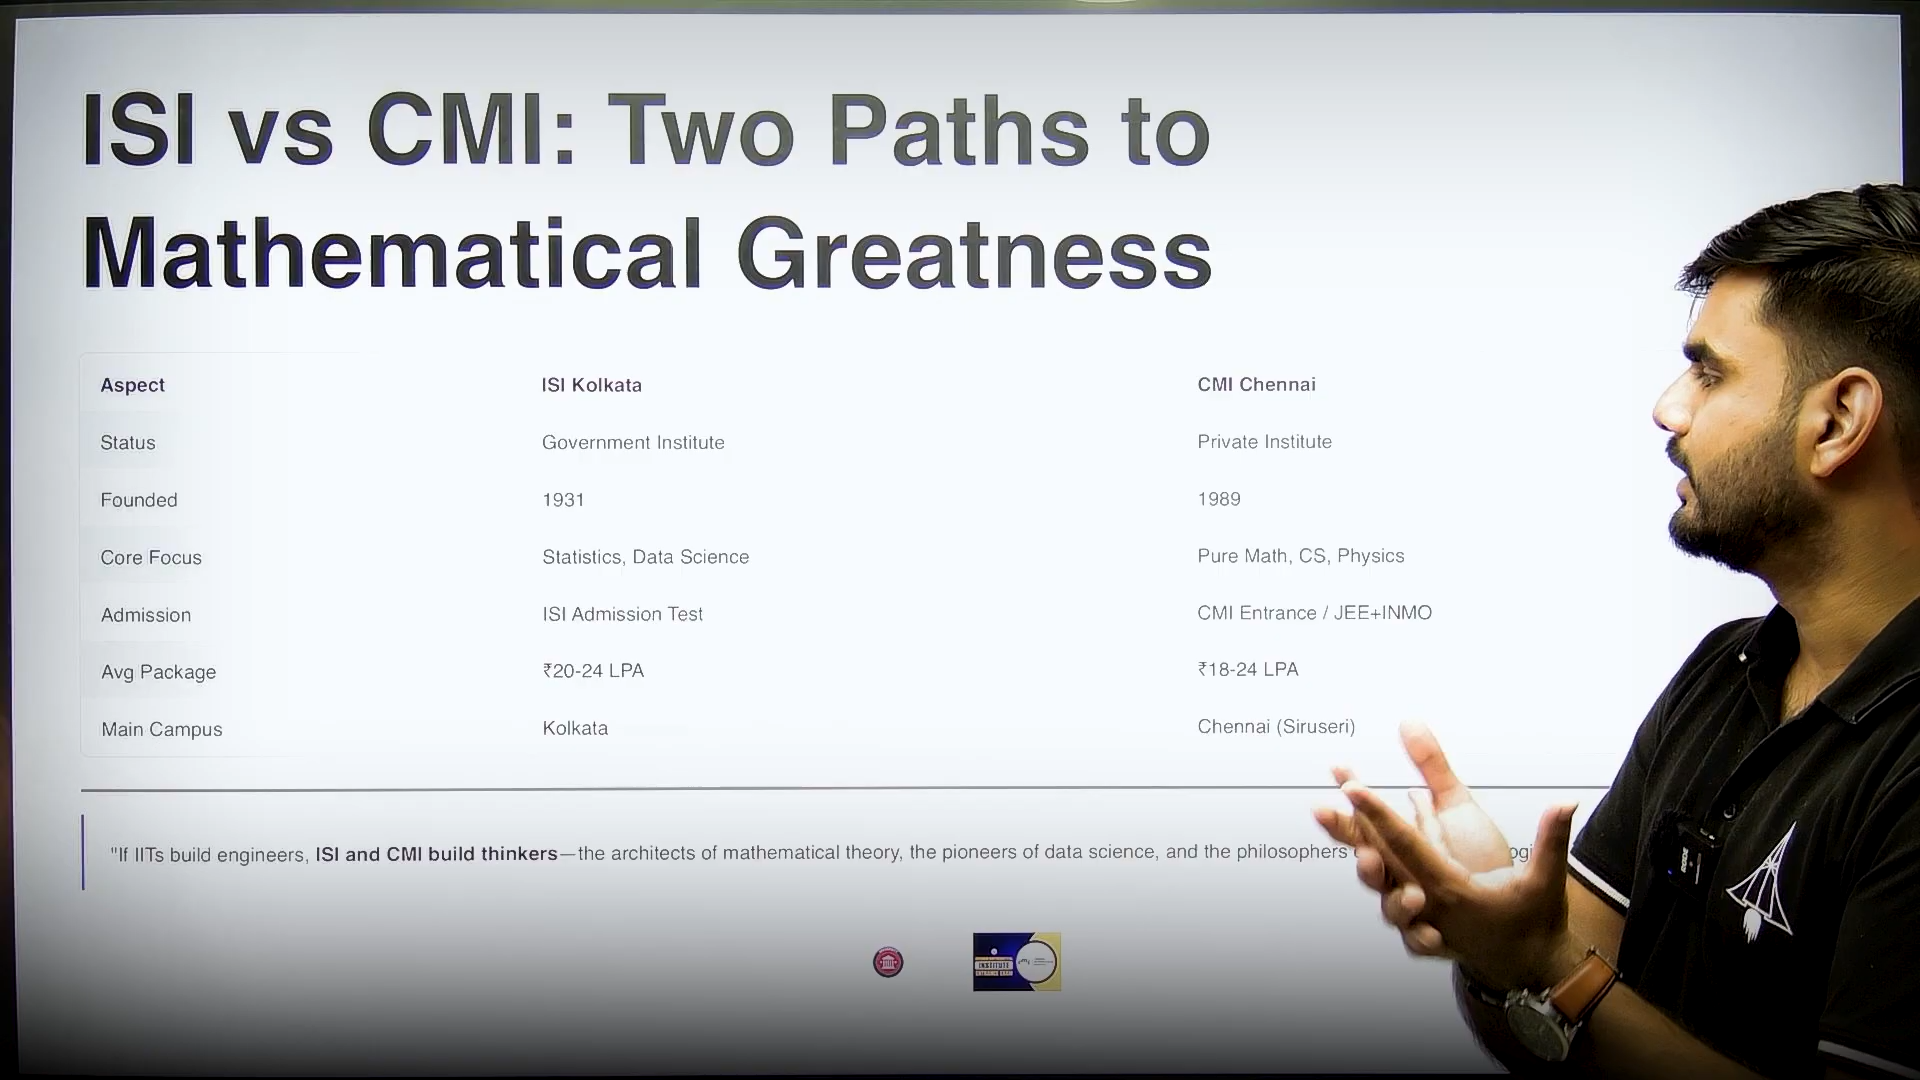 ISI vs CMI: Two Paths to
Mathematical Greatness
Aspect ISI Kolkata CMI Chennai
Status Government Institute Private Institute
Founded 1931 1989
Core Focus Statistics, Data Science Pure Math, CS, Physics
Admission ISI Admission Test CMI Entrance / JEE+INMO
Avg Package ₹20-24 LPA ₹18-24 LPA
Main Campus Kolkata Chennai (Siruseri)
"If IITs build engineers, ISI and CMI build thinkers—the architects of mathematical theory, the pioneers of data science, and the philosophers
INSTITUTE
ENTRANCE EXAM